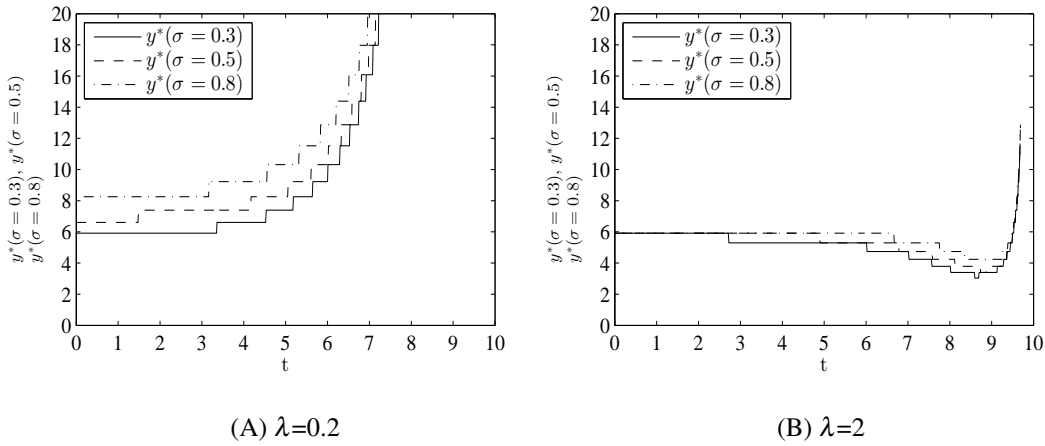 y*(σ = 0.3), y*(σ = 0.5)
y*(σ = 0.8)
20
18
16
14
12
10
8
6
4
2
0
y*(σ = 0.3)
y*(σ = 0.5)
y*(σ = 0.8)
0 1 2 3 4 5 6 7 8 9 10
t
(A) λ=0.2
y*(σ = 0.3), y*(σ = 0.5)
y*(σ = 0.8)
20
18
16
14
12
10
8
6
4
2
0
y*(σ = 0.3)
y*(σ = 0.5)
y*(σ = 0.8)
0 1 2 3 4 5 6 7 8 9 10
t
(B) λ=2